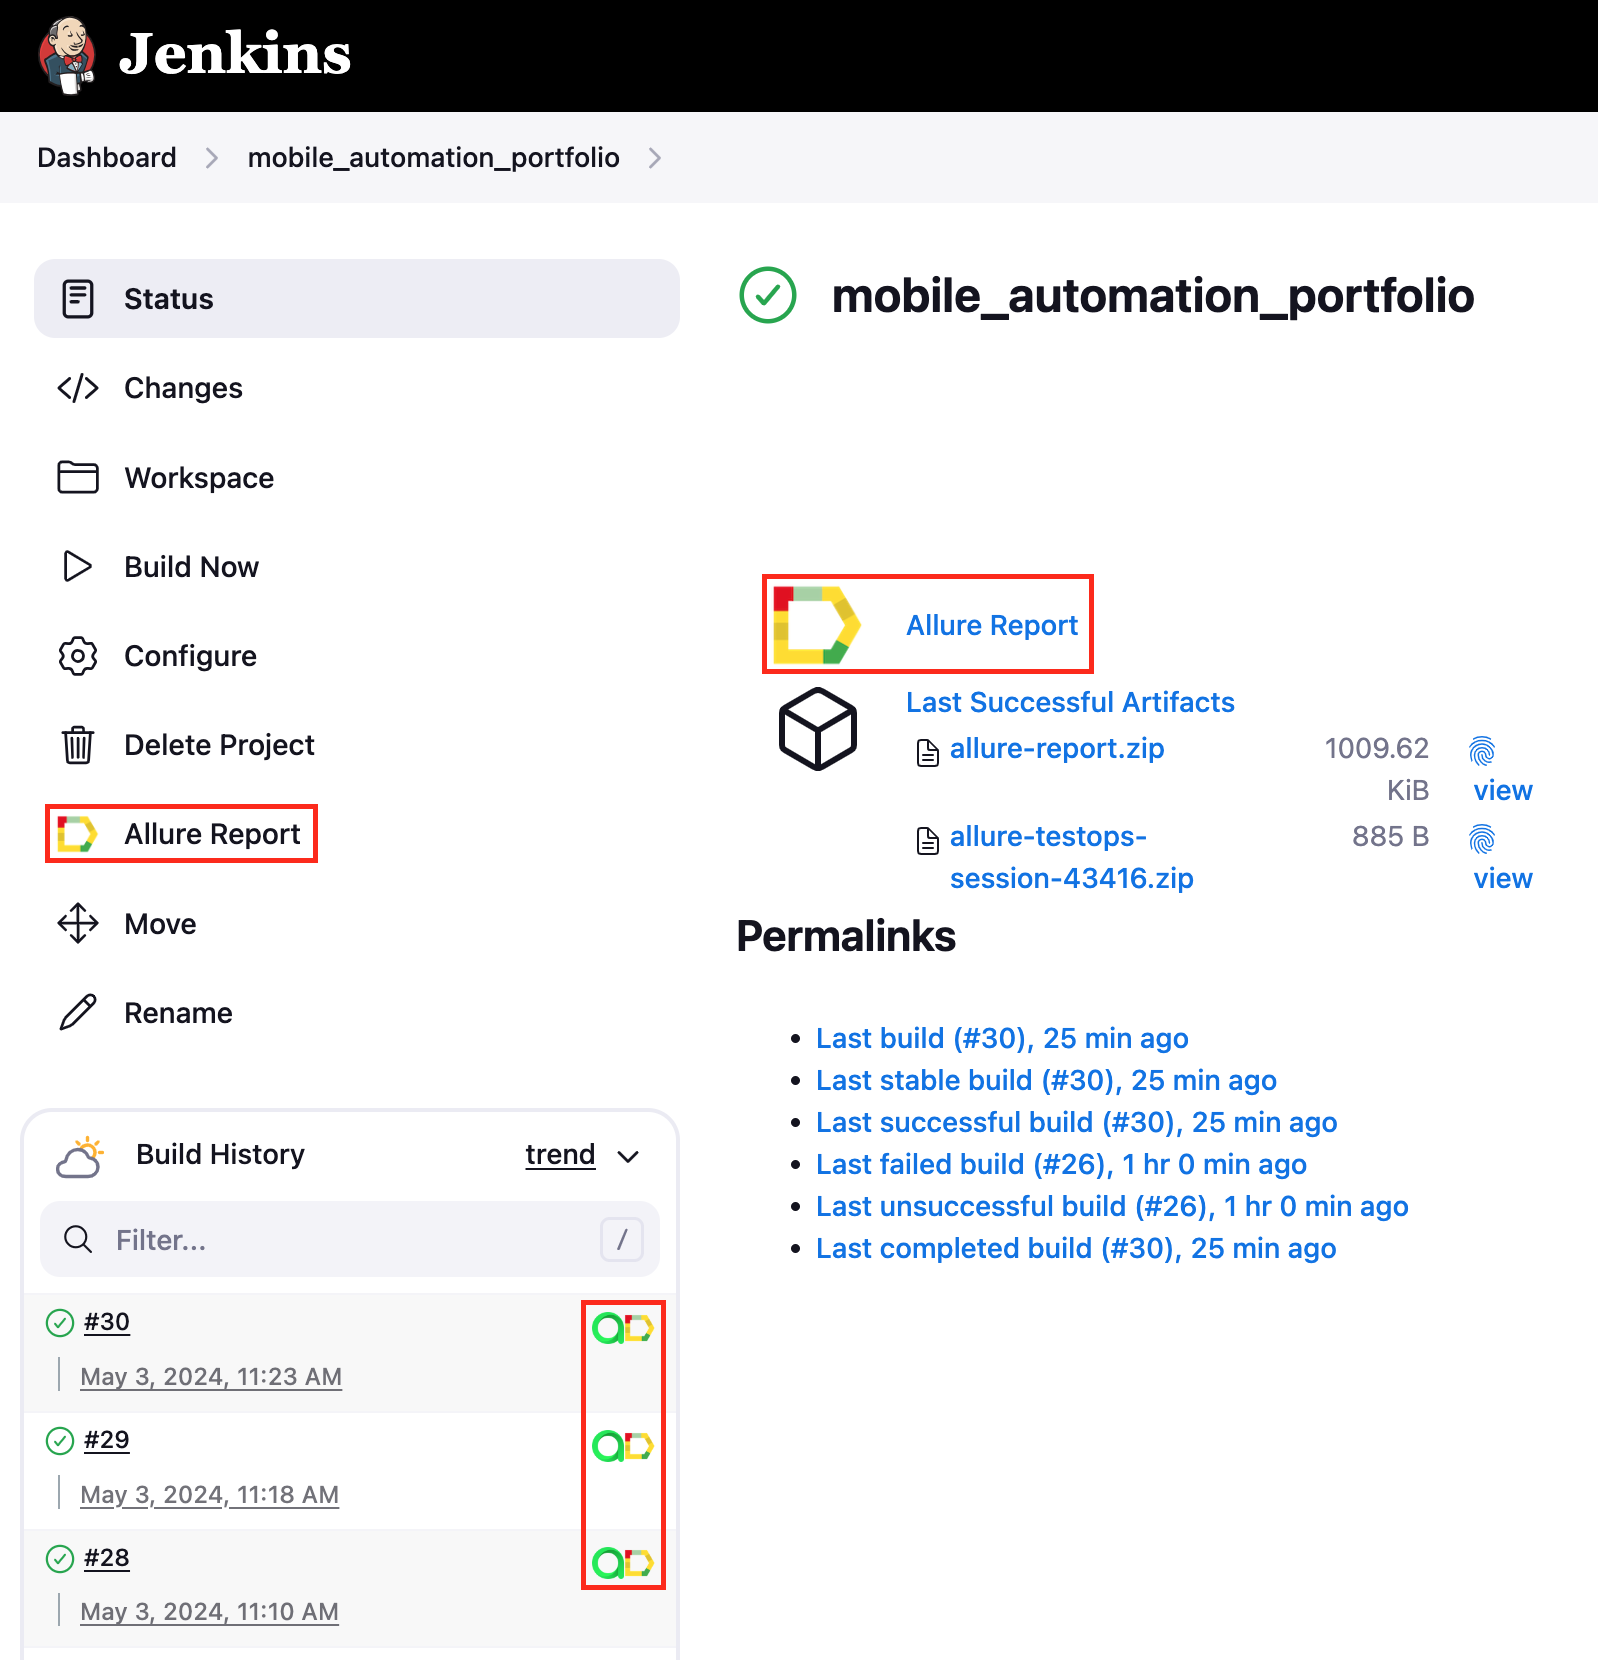 Jenkins
Dashboard
mobile_automation_portfolio
Status
Changes
Workspace
Build Now
Configure
Delete Project
Allure Report
Move
Rename
Build History
trend
Filter...
/
#30
May 3, 2024, 11:23 AM
#29
May 3, 2024, 11:18 AM
#28
May 3, 2024, 11:10 AM
mobile_automation_portfolio
Allure Report
Last Successful Artifacts
allure-report.zip 1009.62
KiB view
allure-testops- 885 B
session-43416.zip view
Permalinks
Last build (#30), 25 min ago
Last stable build (#30), 25 min ago
Last successful build (#30), 25 min ago
Last failed build (#26), 1 hr 0 min ago
Last unsuccessful build (#26), 1 hr 0 min ago
Last completed build (#30), 25 min ago